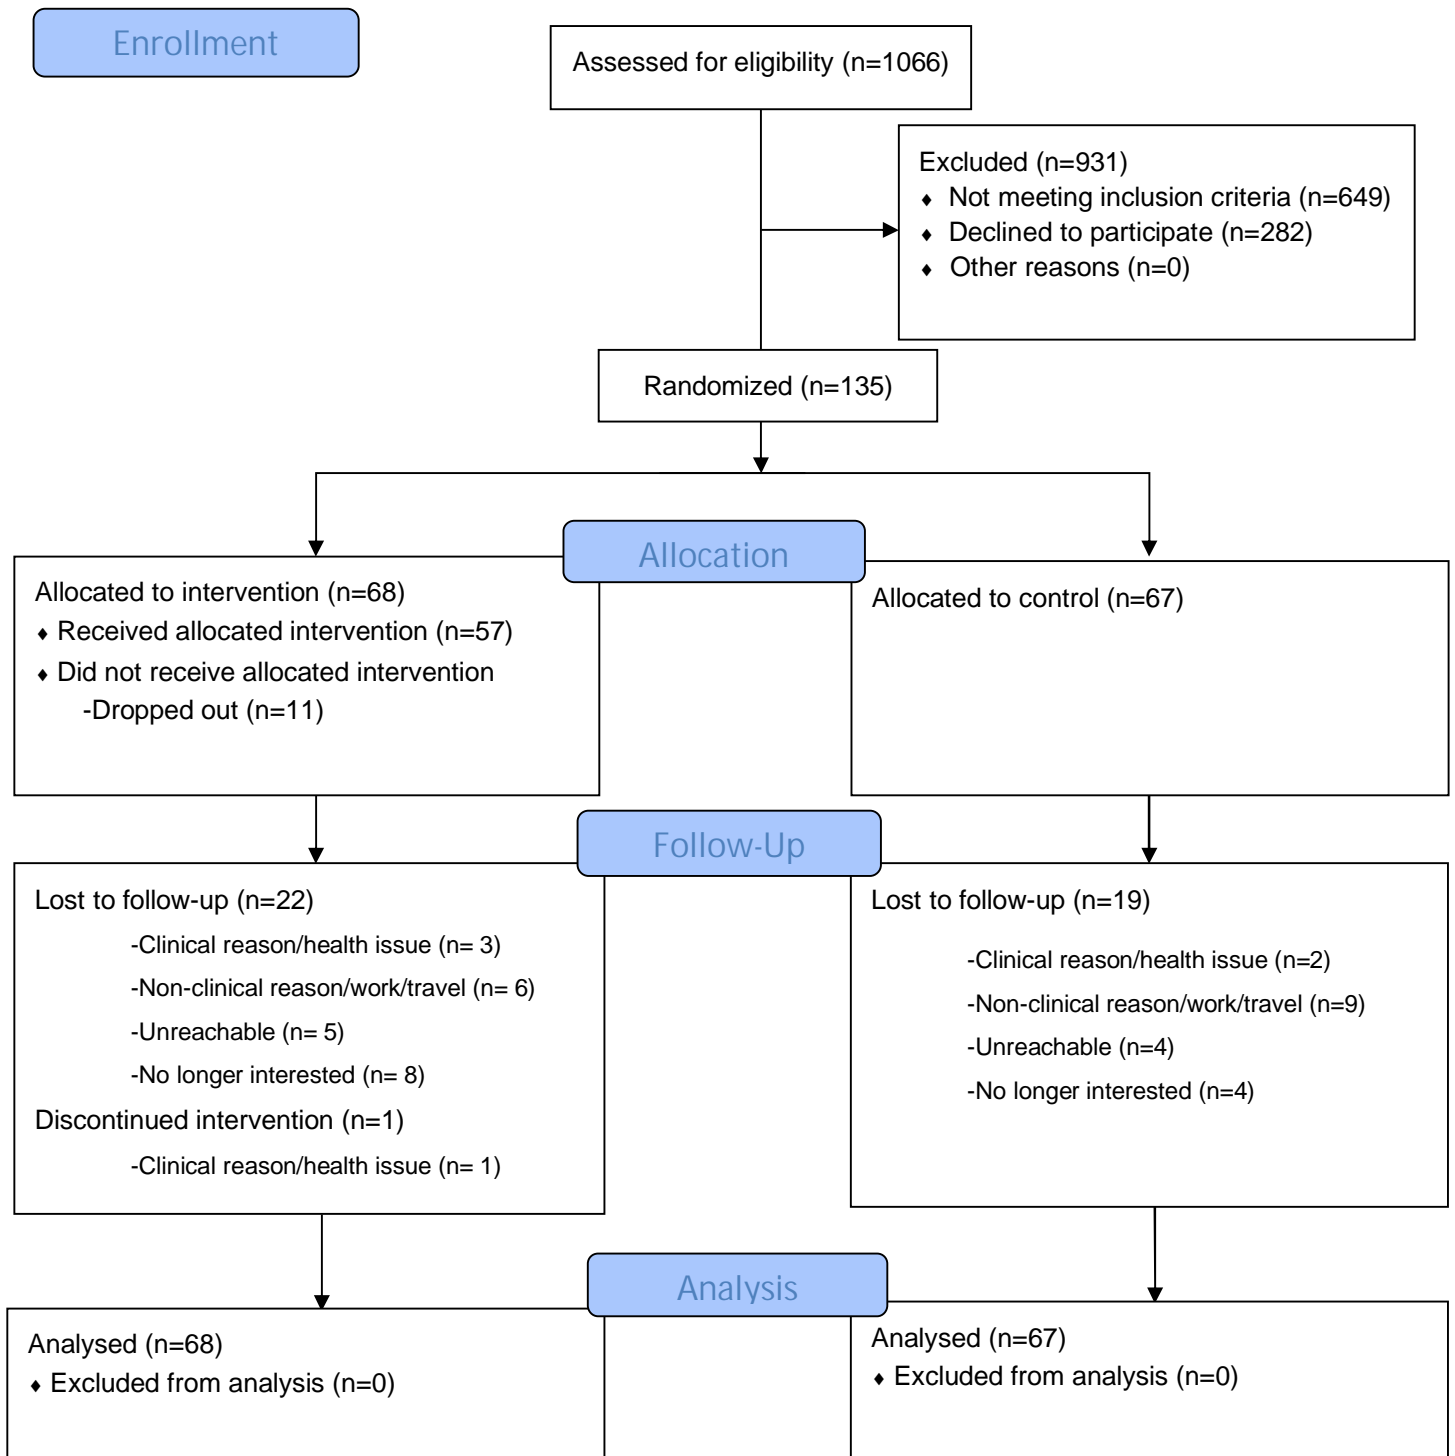 Enrollment
Assessed for eligibility (n=1066)
Excluded (n=931)
♦ Not meeting inclusion criteria (n=649)
♦ Declined to participate (n=282)
♦ Other reasons (n=0)
Randomized (n=135)
Allocation
Allocated to intervention (n=68)
♦ Received allocated intervention (n=57)
♦ Did not receive allocated intervention
-Dropped out (n=11)
Allocated to control (n=67)
Follow-Up
Lost to follow-up (n=22)
-Clinical reason/health issue (n= 3)
-Non-clinical reason/work/travel (n= 6)
-Unreachable (n= 5)
-No longer interested (n= 8)
Discontinued intervention (n=1)
-Clinical reason/health issue (n= 1)
Lost to follow-up (n=19)
-Clinical reason/health issue (n=2)
-Non-clinical reason/work/travel (n=9)
-Unreachable (n=4)
-No longer interested (n=4)
Analysis
Analysed (n=68)
♦ Excluded from analysis (n=0)
Analysed (n=67)
♦ Excluded from analysis (n=0)